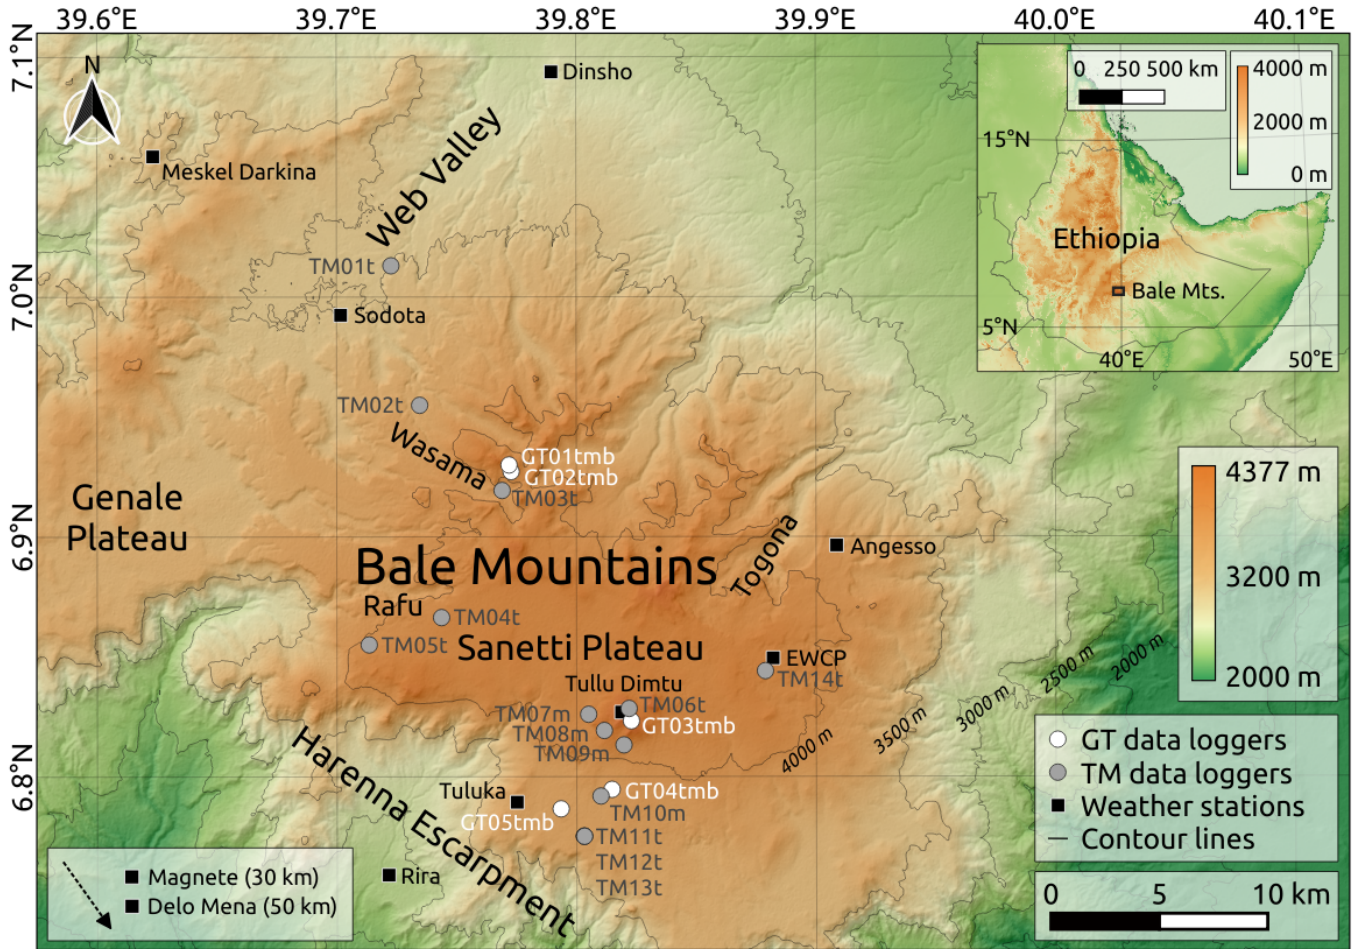 39.6°E 39.7°E 39.8°E 39.9°E 40.0°E 40.1°E
7.1°N
7.0°N
6.9°N
6.8°N
N
Dinsho
Meskel Darkina
Web Valley
TM01t
Sodota
TM02t
Wasama
GT01tmb
GT02tmb
TM03t
Genale
Plateau
Bale Mountains
Togona
Angesso
Rafu
TM04t
TM05t
Sanetti Plateau
EWCP
TM14t
Tullu Dimtu
TM06t
TM07m
GT03tmb
TM08m
TM09m
Harenna Escarpment
Tuluka
GT04tmb
GT05tmb
TM10m
TM11t
TM12t
TM13t
Rira
4000 m
3500 m
3000 m
2500 m
2000 m
Magnete (30 km)
Delo Mena (50 km)
0 250 500 km
4000 m
2000 m
0 m
15°N
Ethiopia
Bale Mts.
5°N
40°E
50°E
4377 m
3200 m
2000 m
GT data loggers
TM data loggers
Weather stations
Contour lines
0 5 10 km